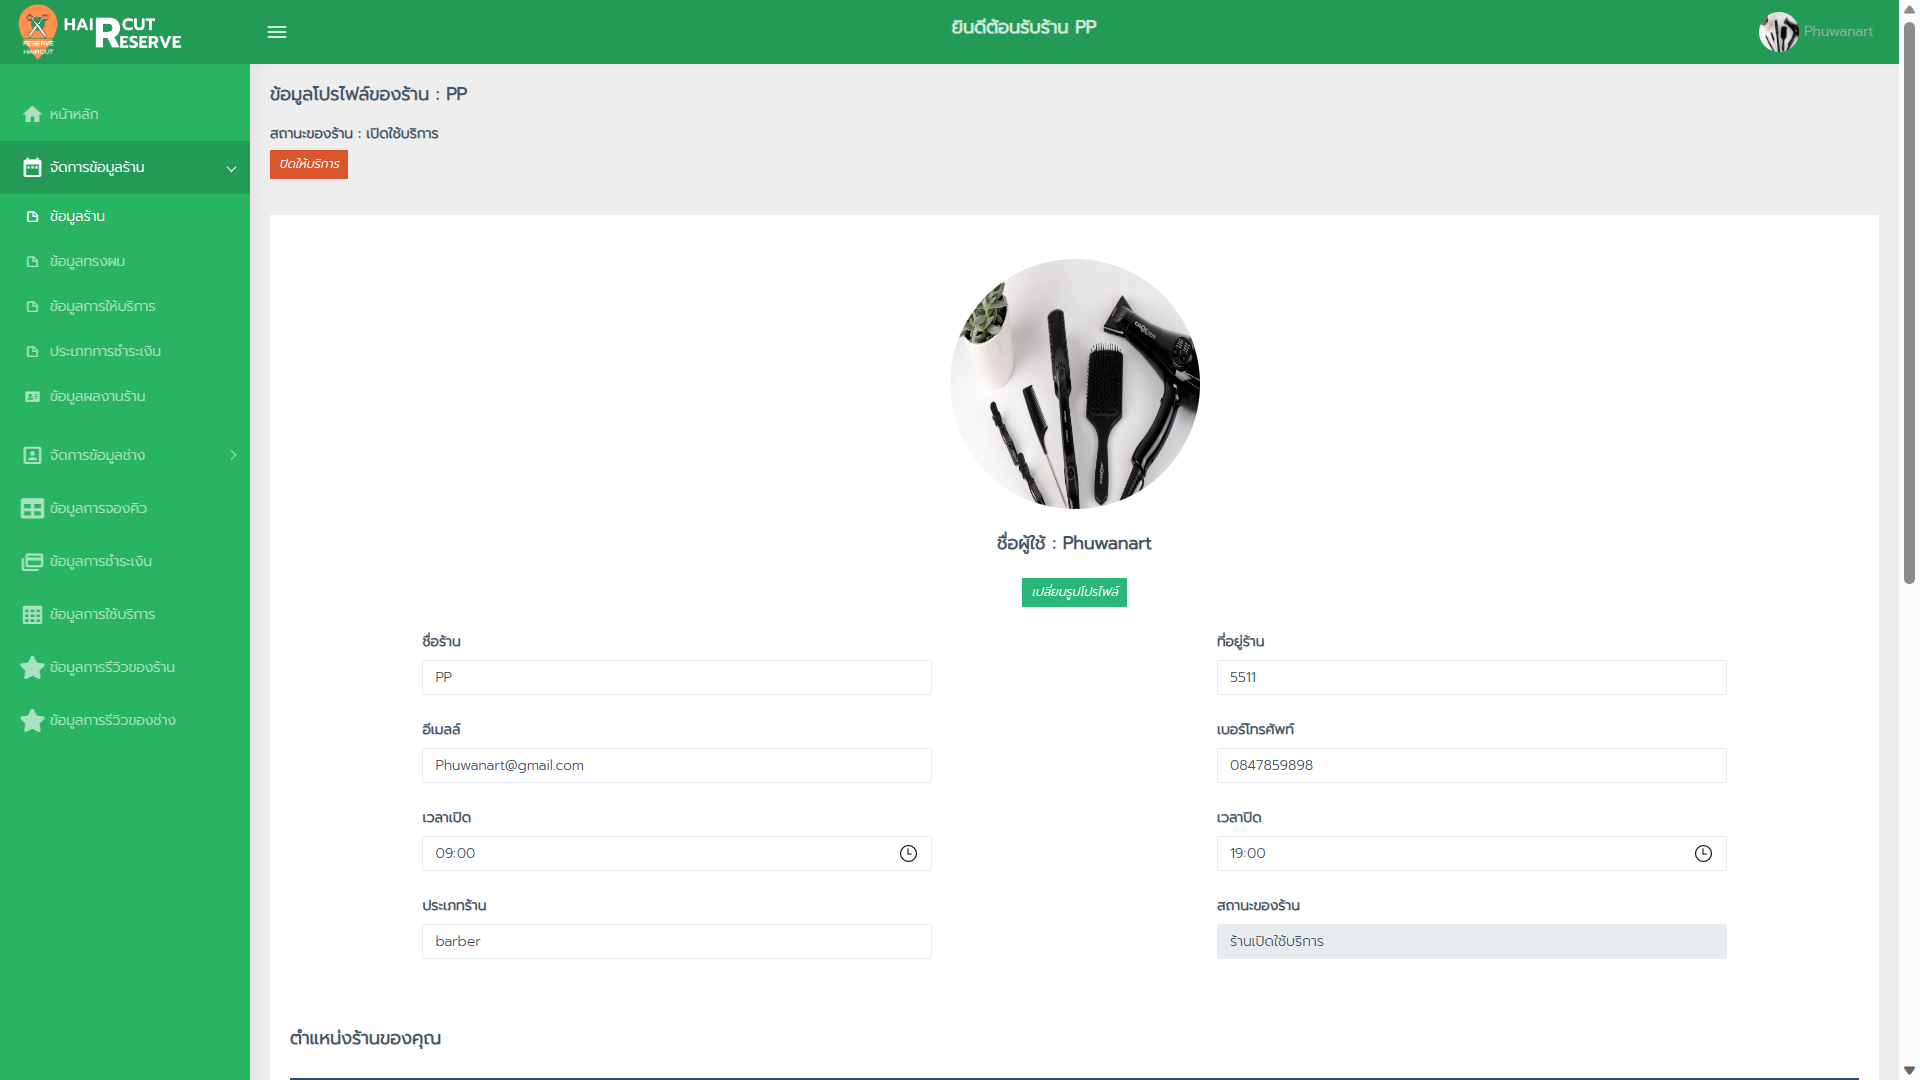 HAIRCUT
RESERVE
RESERVE
HAIRCUT
ยินดีต้อนรับร้าน PP
Phuwanart
หน้าหลัก
จัดการข้อมูลร้าน
ข้อมูลร้าน
ข้อมูลทรงผม
ข้อมูลการให้บริการ
ประเภทการชำระเงิน
ข้อมูลผลงานร้าน
จัดการข้อมูลช่าง
ข้อมูลการจองคิว
ข้อมูลการชำระเงิน
ข้อมูลการใช้บริการ
ข้อมูลการรีวิวของร้าน
ข้อมูลการรีวิวของช่าง
ข้อมูลโปรไฟล์ของร้าน : PP
สถานะของร้าน : เปิดใช้บริการ
ปิดให้บริการ
ชื่อผู้ใช้ : Phuwanart
เปลี่ยนรูปโปรไฟล์
ชื่อร้าน
PP
ที่อยู่ร้าน
5511
อีเมลล์
Phuwanart@gmail.com
เบอร์โทรศัพท์
0847859898
เวลาเปิด
09:00
เวลาปิด
19:00
ประเภทร้าน
barber
สถานะของร้าน
ร้านเปิดใช้บริการ
ตำแหน่งร้านของคุณ